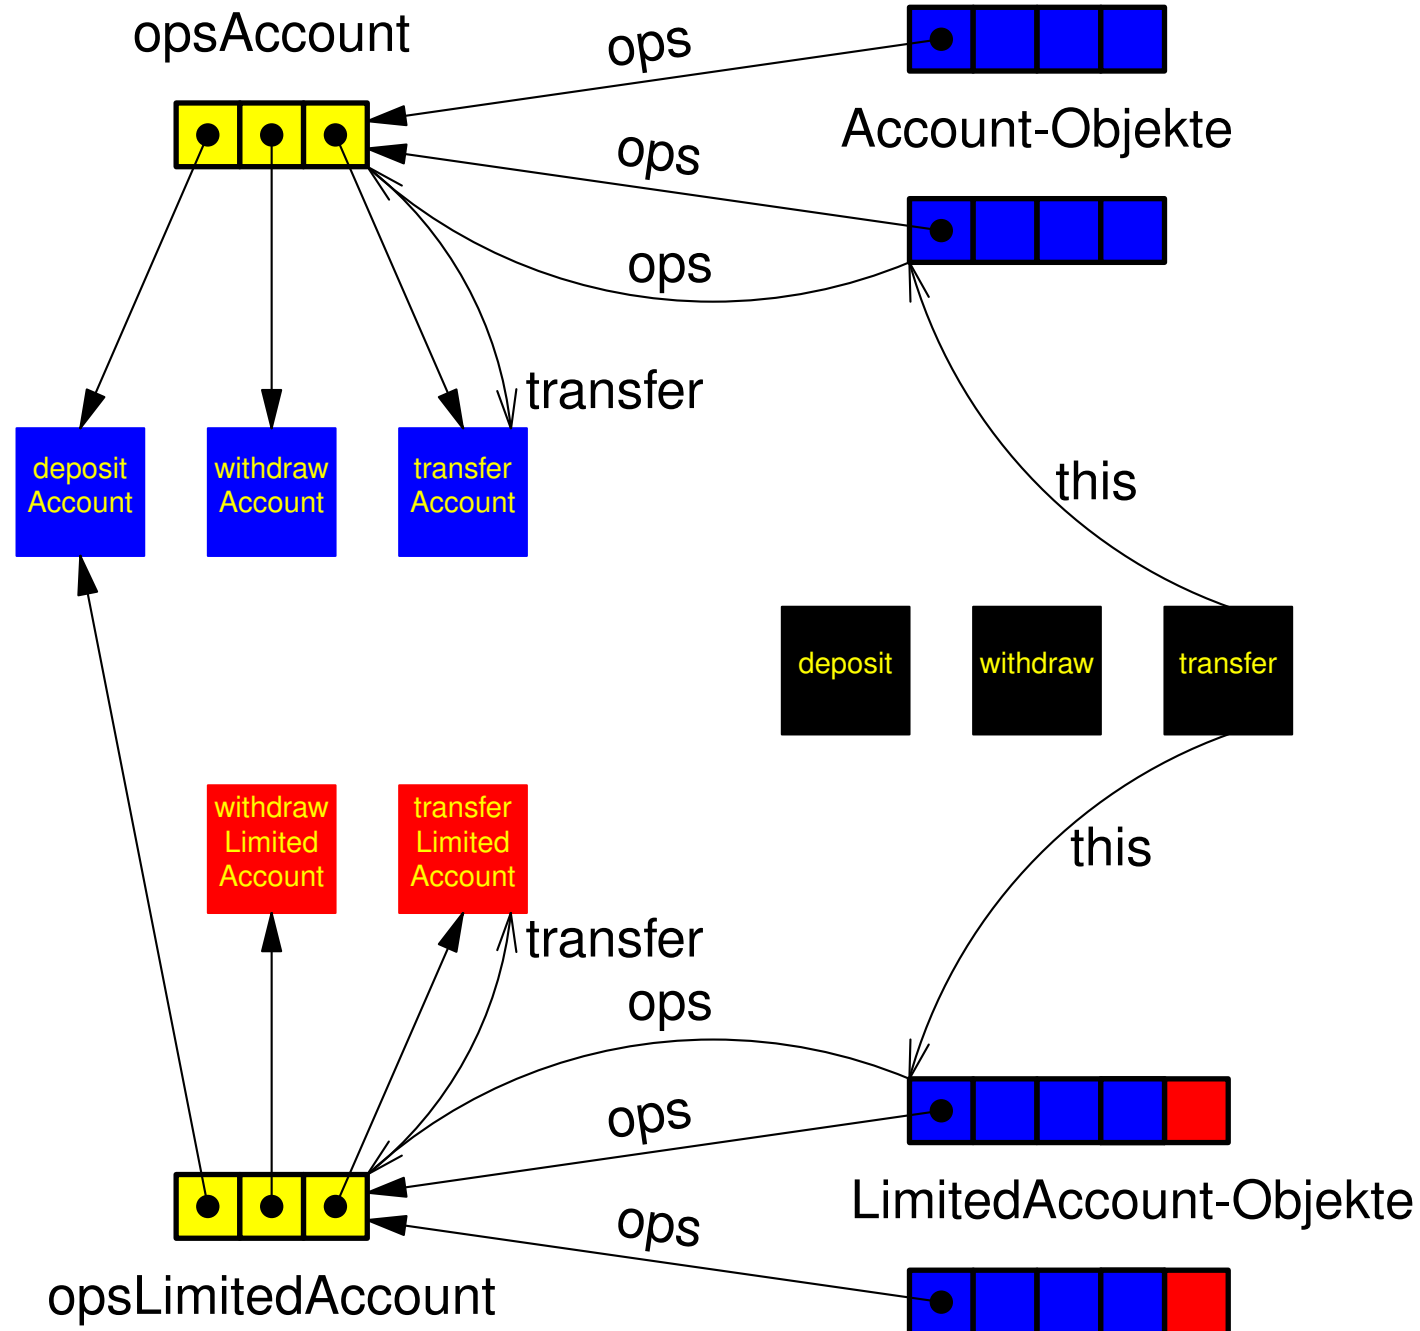 opsAccount
ops
Account-Objekte
ops
ops
transfer
deposit
Account
withdraw
Account
transfer
Account
this
deposit
withdraw
transfer
withdraw
Limited
Account
transfer
Limited
Account
this
transfer
ops
ops
LimitedAccount-Objekte
ops
opsLimitedAccount